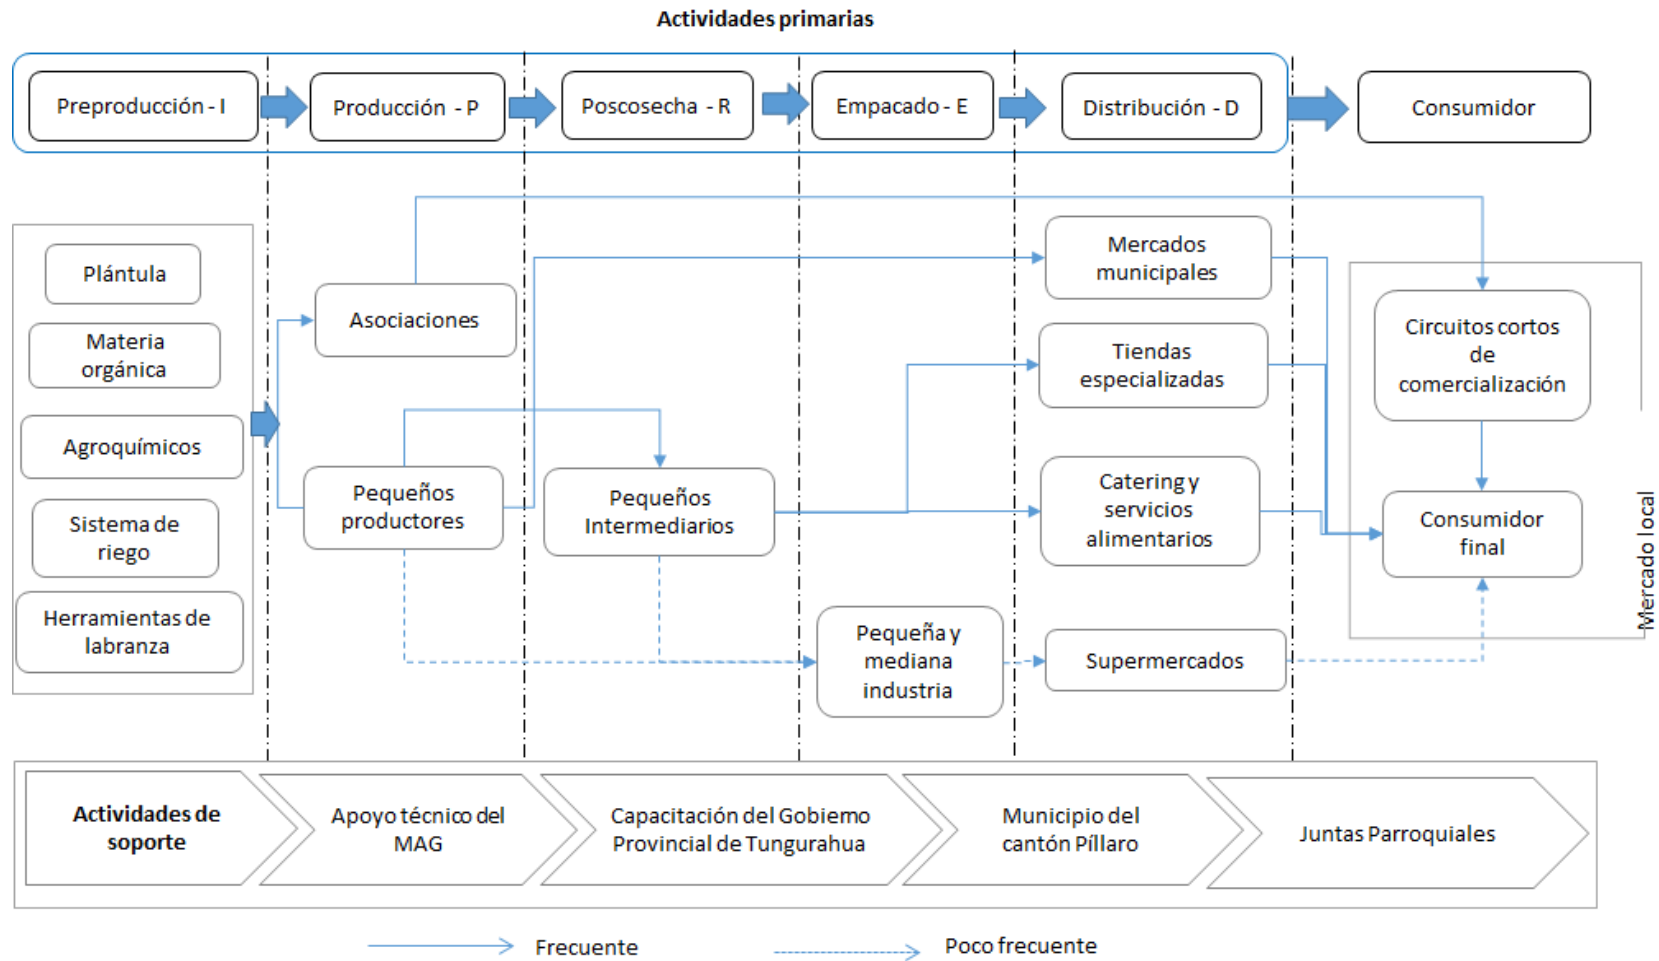 Actividades primarias
Preproducción - I
Producción - P
Poscosecha - R
Empacado - E
Distribución - D
Consumidor
Plántula
Materia
orgánica
Agroquímicos
Sistema de
riego
Herramientas de
labranza
Asociaciones
Pequeños
productores
Pequeños
Intermediarios
Pequeña y
mediana
industria
Mercados
municipales
Tiendas
especializadas
Catering y
servicios
alimentarios
Supermercados
Circuitos cortos
de
comercialización
Consumidor
final
Mercado local
Actividades de
soporte
Apoyo técnico del
MAG
Capacitación del Gobierno
Provincial de Tungurahua
Municipio del
cantón Píllaro
Juntas Parroquiales
Frecuente
Poco frecuente